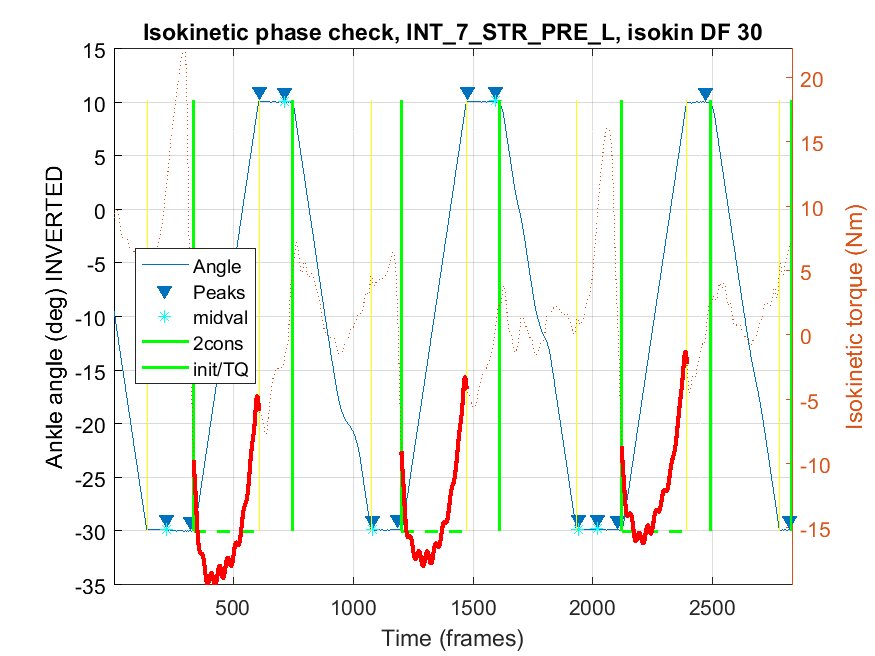 Isokinetic phase check, INT_7_STR_PRE_L, isokin DF 30
15
10
5
0
-5
-10
-15
-20
-25
-30
-35
Ankle angle (deg) INVERTED
Angle
Peaks
midval
2cons
init/TQ
20
15
10
5
0
-5
-10
-15
Isokinetic torque (Nm)
500
1000
1500
2000
2500
Time (frames)